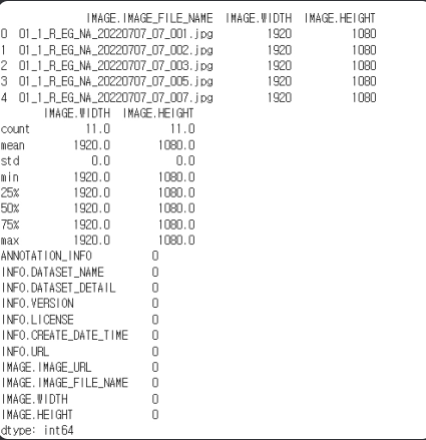 IMAGE.IMAGE_FILE_NAME  IMAGE.WIDTH  IMAGE.HEIGHT
0  01_1_R_EG_NA_20220707_07_001.jpg  1920  1080
1  01_1_R_EG_NA_20220707_07_002.jpg  1920  1080
2  01_1_R_EG_NA_20220707_07_003.jpg  1920  1080
3  01_1_R_EG_NA_20220707_07_005.jpg  1920  1080
4  01_1_R_EG_NA_20220707_07_007.jpg  1920  1080
IMAGE.WIDTH  IMAGE.HEIGHT
count  11.0  11.0
mean  1920.0  1080.0
std  0.0  0.0
min  1920.0  1080.0
25%  1920.0  1080.0
50%  1920.0  1080.0
75%  1920.0  1080.0
max  1920.0  1080.0
ANNOTATION_INFO  0
INFO.DATASET_NAME  0
INFO.DATASET_DETAIL  0
INFO.VERSION  0
INFO.LICENSE  0
INFO.CREATE_DATE_TIME  0
INFO.URL  0
IMAGE.IMAGE_URL  0
IMAGE.IMAGE_FILE_NAME  0
IMAGE.WIDTH  0
IMAGE.HEIGHT  0
dtype: int64